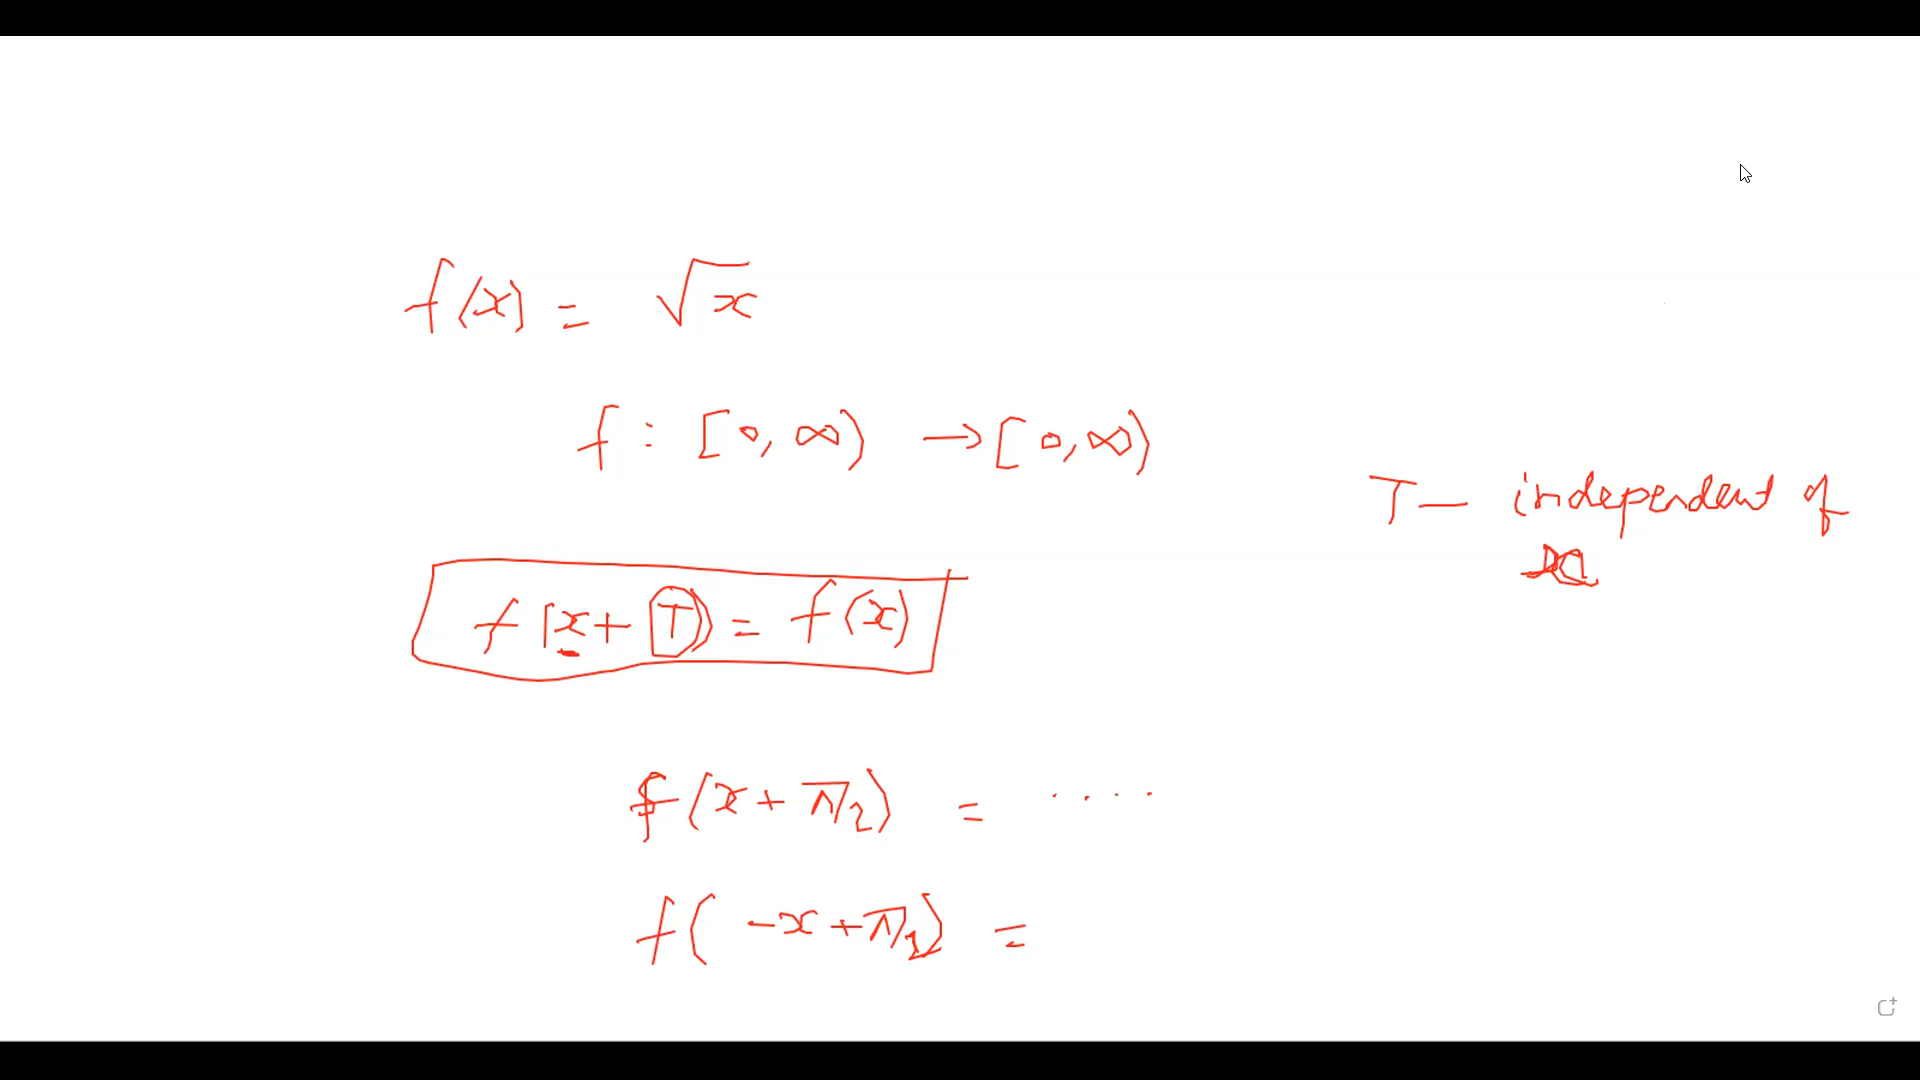 f(x) = √x
f : [0, ∞) → [0, ∞)
T — independent of
x
f(x + T) = f(x)
f(x + π/2) = ....
f( -x + π/2) =